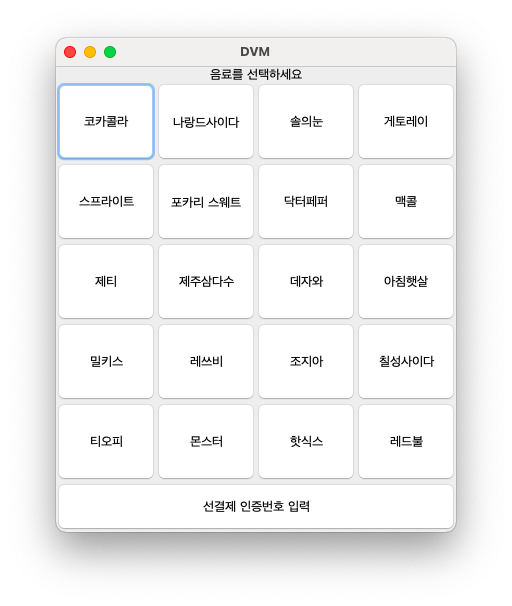 DVM
음료를 선택하세요
코카콜라 나랑드사이다 솔의눈 게토레이
스프라이트 포카리 스웨트 닥터페퍼 맥콜
제티 제주삼다수 데자와 아침햇살
밀키스 레쓰비 조지아 칠성사이다
티오피 몬스터 핫식스 레드불
선결제 인증번호 입력